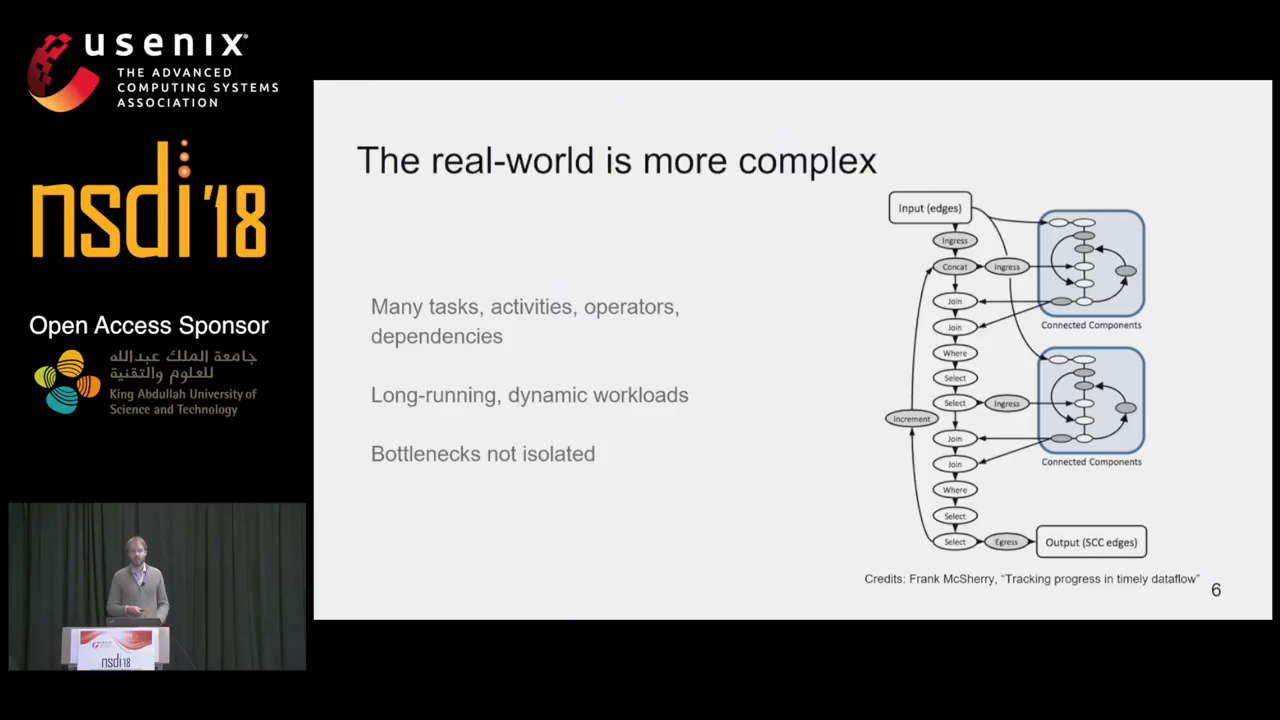 usenix
THE ADVANCED
COMPUTING SYSTEMS
ASSOCIATION
nsdi '18
Open Access Sponsor
جامعة الملك عبدالله
للعلوم والتقنية
King Abdullah University of
Science and Technology
The real-world is more complex
Many tasks, activities, operators,
dependencies
Long-running, dynamic workloads
Bottlenecks not isolated
Input (edges)
Ingress
Concat
Ingress
Join
Connected Components
Join
Where
Select
Select
Ingress
Increment
Join
Connected Components
Join
Where
Select
Select
Egress
Output (SCC edges)
Credits: Frank McSherry, "Tracking progress in timely dataflow"
6
usenix
nsdi'18